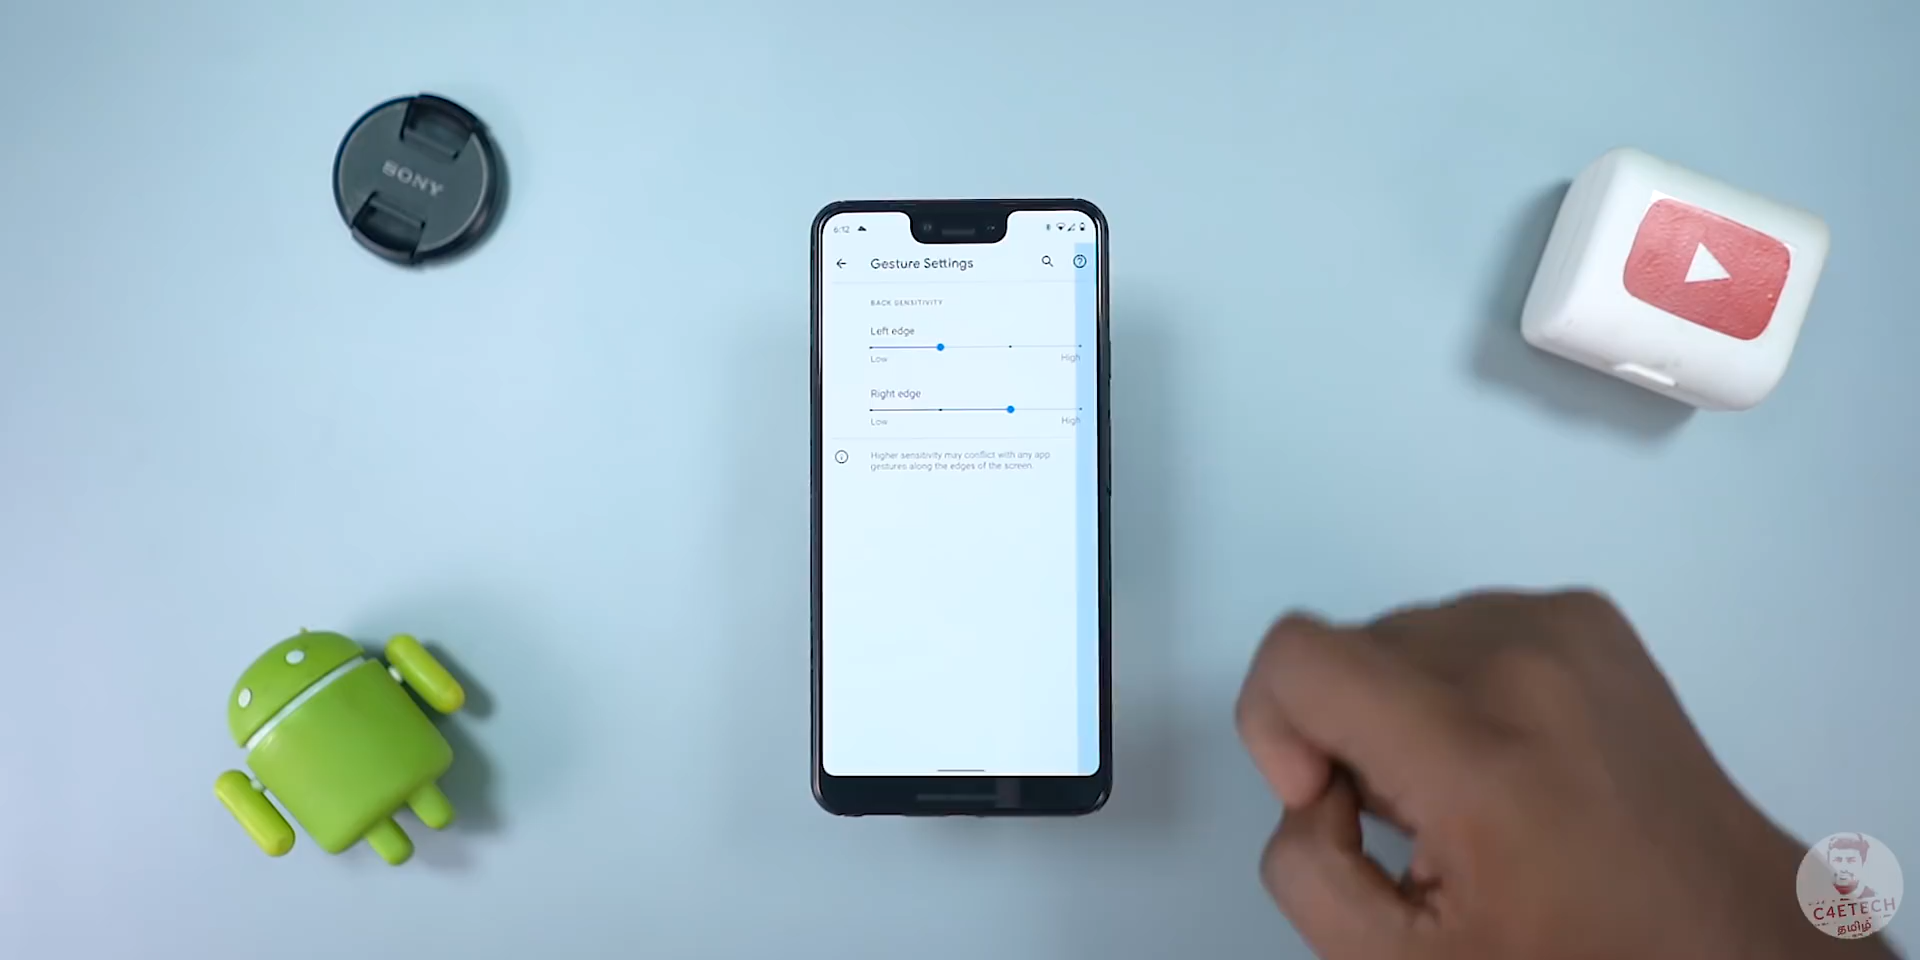 SONY
6:12
Gesture Settings
BACK SENSITIVITY
Left edge
Low
High
Right edge
Low
High
Higher sensitivity may conflict with any app
gestures along the edges of the screen.
C4ETECH
தமிழ்